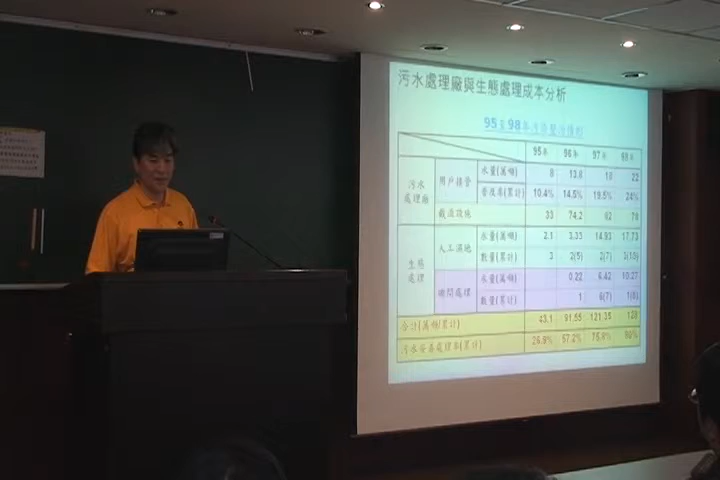 污水處理廠與生態處理成本分析
95至98年污染整治情形
95年 96年 97年 98年
污水處理廠 用戶接管 水量(萬噸) 8 13.6 18 22
普及率(累計) 10.4% 14.5% 19.5% 24%
截流設施 33 74.2 82 78
生態處理 人工濕地 水量(萬噸) 2.1 3.33 14.93 17.73
數量(累計) 3 2(5) 2(7) 3(10)
礫間處理 水量(萬噸) 0.22 6.42 10.27
數量(累計) 1 6(7) 1(8)
合計(萬噸/累計) 43.1 91.55 121.35 128
污水妥善處理率(累計) 26.9% 57.2% 75.8% 80%